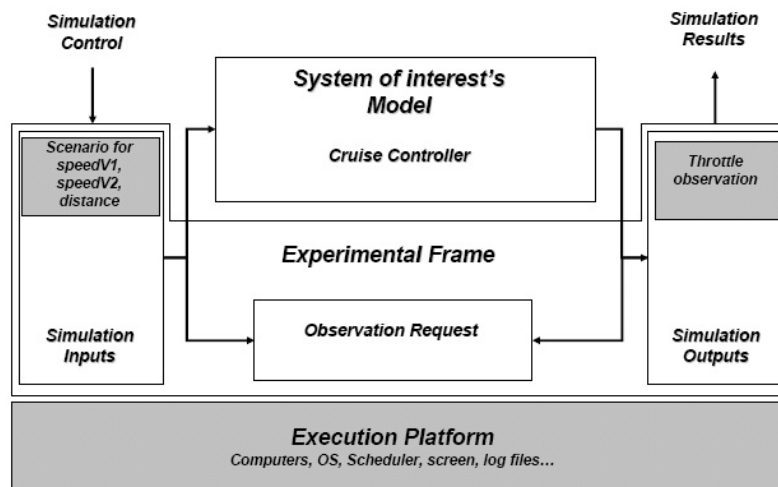 Simulation
Control
Simulation
Results
System of interest's
Model
Cruise Controller
Scenario for
speedV1,
speedV2,
distance
Throttle
observation
Experimental Frame
Observation Request
Simulation
Inputs
Simulation
Outputs
Execution Platform
Computers, OS, Scheduler, screen, log files…